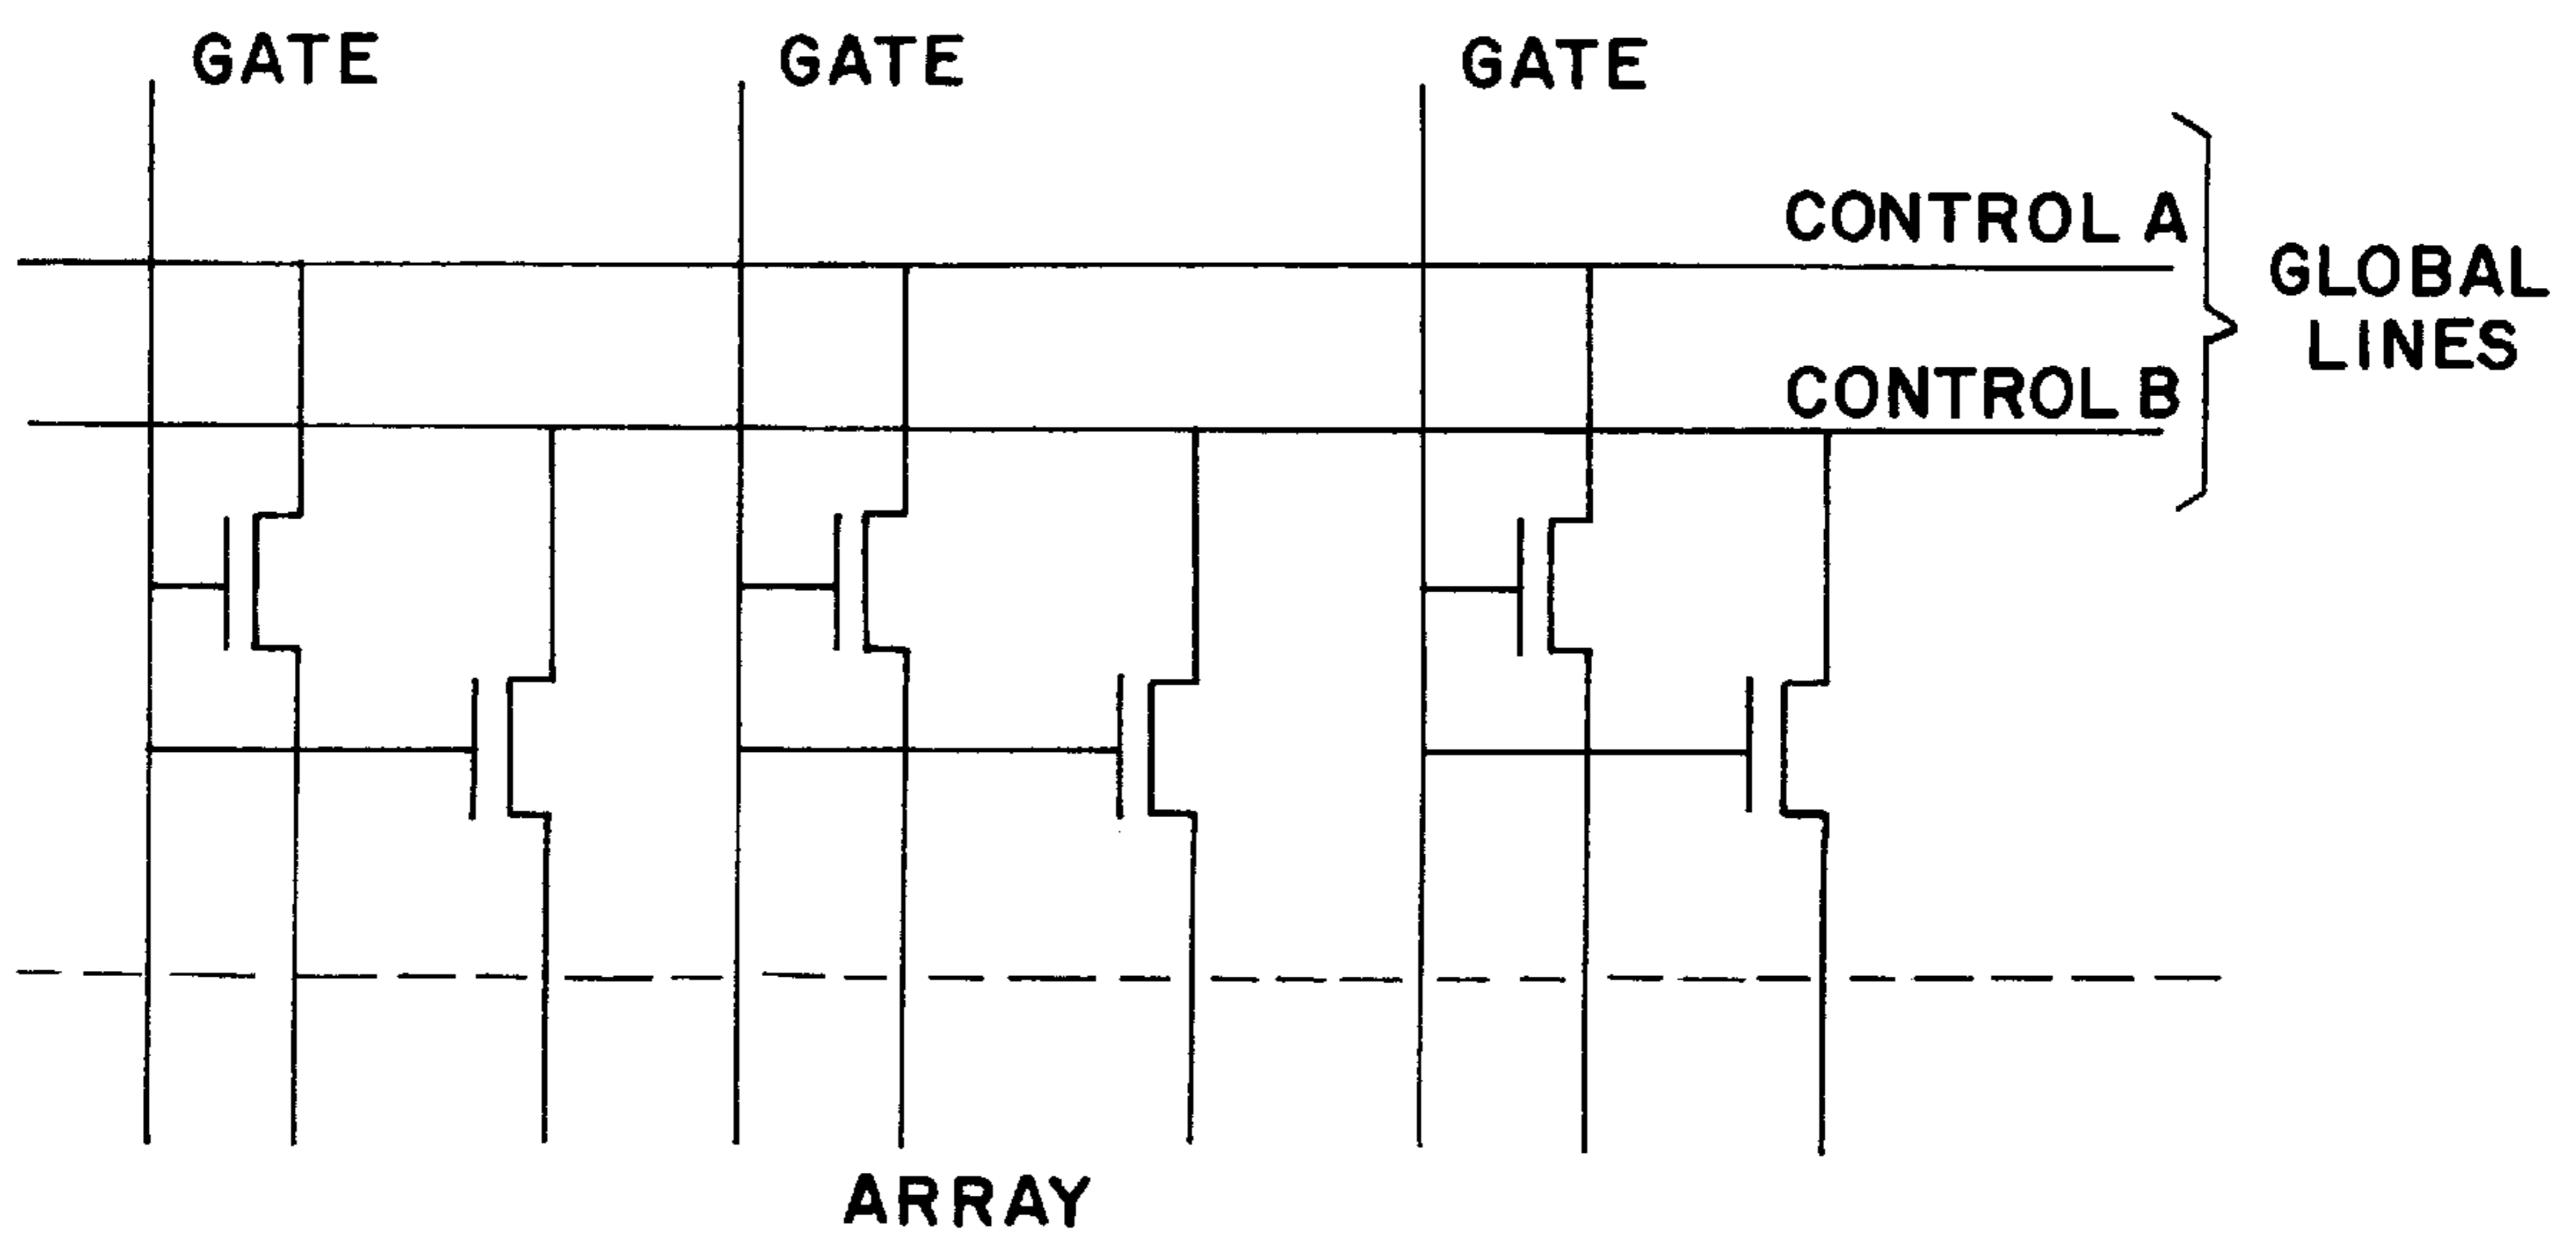 GATE
GATE
GATE
CONTROL A
GLOBAL
LINES
CONTROL B
ARRAY